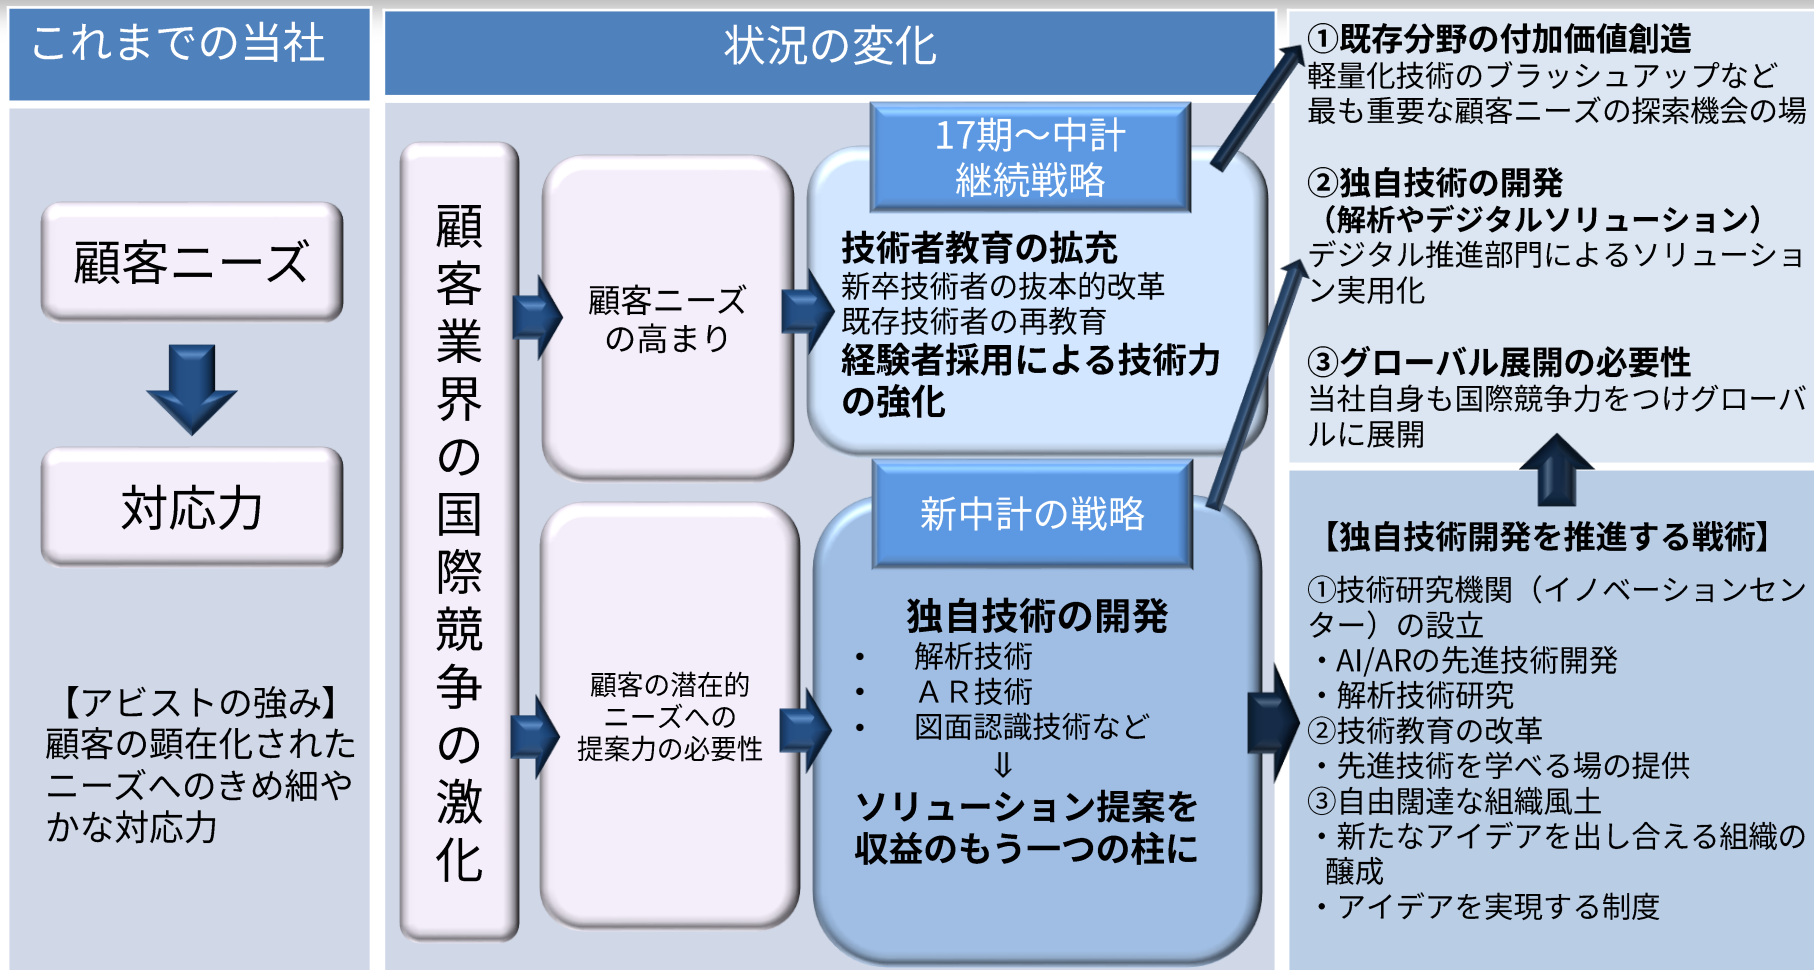 これまでの当社
顧客ニーズ
対応力
【アビストの強み】
顧客の顕在化された
ニーズへのきめ細や
かな対応力
状況の変化
顧客業界の国際競争の激化
顧客ニーズ
の高まり
17期～中計
継続戦略
技術者教育の拡充
新卒技術者の抜本的改革
既存技術者の再教育
経験者採用による技術力
の強化
顧客の潜在的
ニーズへの
提案力の必要性
新中計の戦略
独自技術の開発
• 解析技術
• ＡＲ技術
• 図面認識技術など
⇓
ソリューション提案を
収益のもう一つの柱に
①既存分野の付加価値創造
軽量化技術のブラッシュアップなど
最も重要な顧客ニーズの探索機会の場
②独自技術の開発
（解析やデジタルソリューション）
デジタル推進部門によるソリューショ
ン実用化
③グローバル展開の必要性
当社自身も国際競争力をつけグローバ
ルに展開
【独自技術開発を推進する戦術】
①技術研究機関（イノベーションセン
ター）の設立
・AI/ARの先進技術開発
・解析技術研究
②技術教育の改革
・先進技術を学べる場の提供
③自由闊達な組織風土
・新たなアイデアを出し合える組織の
醸成
・アイデアを実現する制度